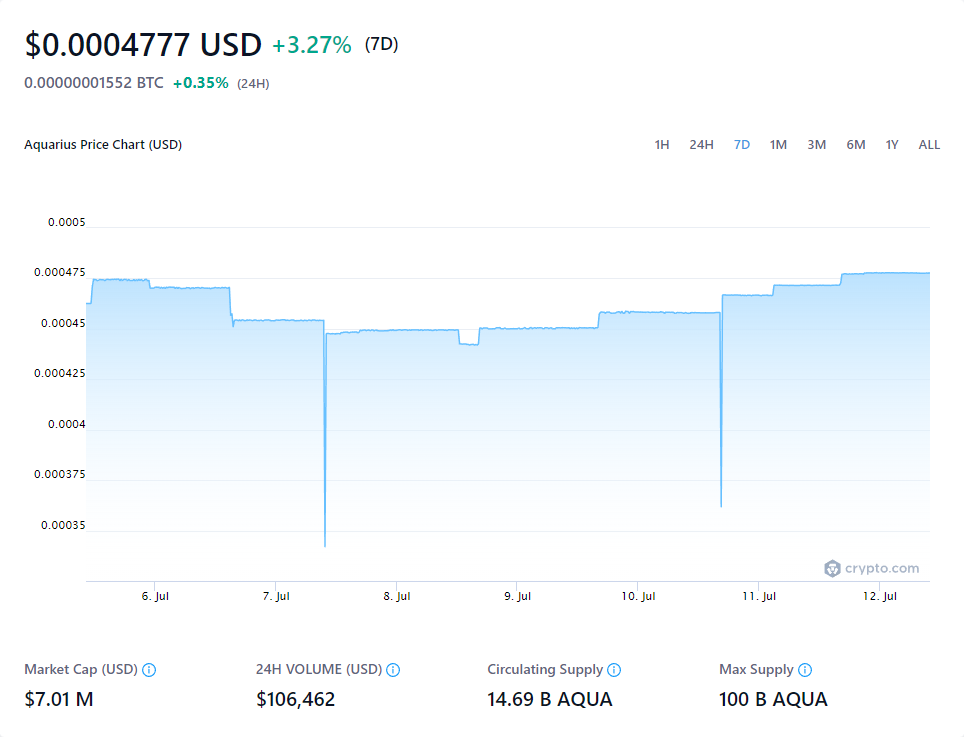 $0.0004777 USD +3.27% (7D)
0.00000001552 BTC +0.35% (24H)
Aquarius Price Chart (USD) 1H 24H 7D 1M 3M 6M 1Y ALL
0.0005
0.000475
0.00045
0.000425
0.0004
0.000375
0.00035
crypto.com
6. Jul 7. Jul 8. Jul 9. Jul 10. Jul 11. Jul 12. Jul
Market Cap (USD) 24H VOLUME (USD) Circulating Supply Max Supply
$7.01 M $106,462 14.69 B AQUA 100 B AQUA